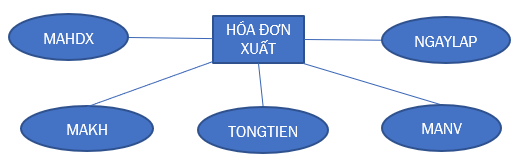 MAHDX
HÓA ĐƠN
XUẤT
NGAYLAP
MAKH
TONGTIEN
MANV